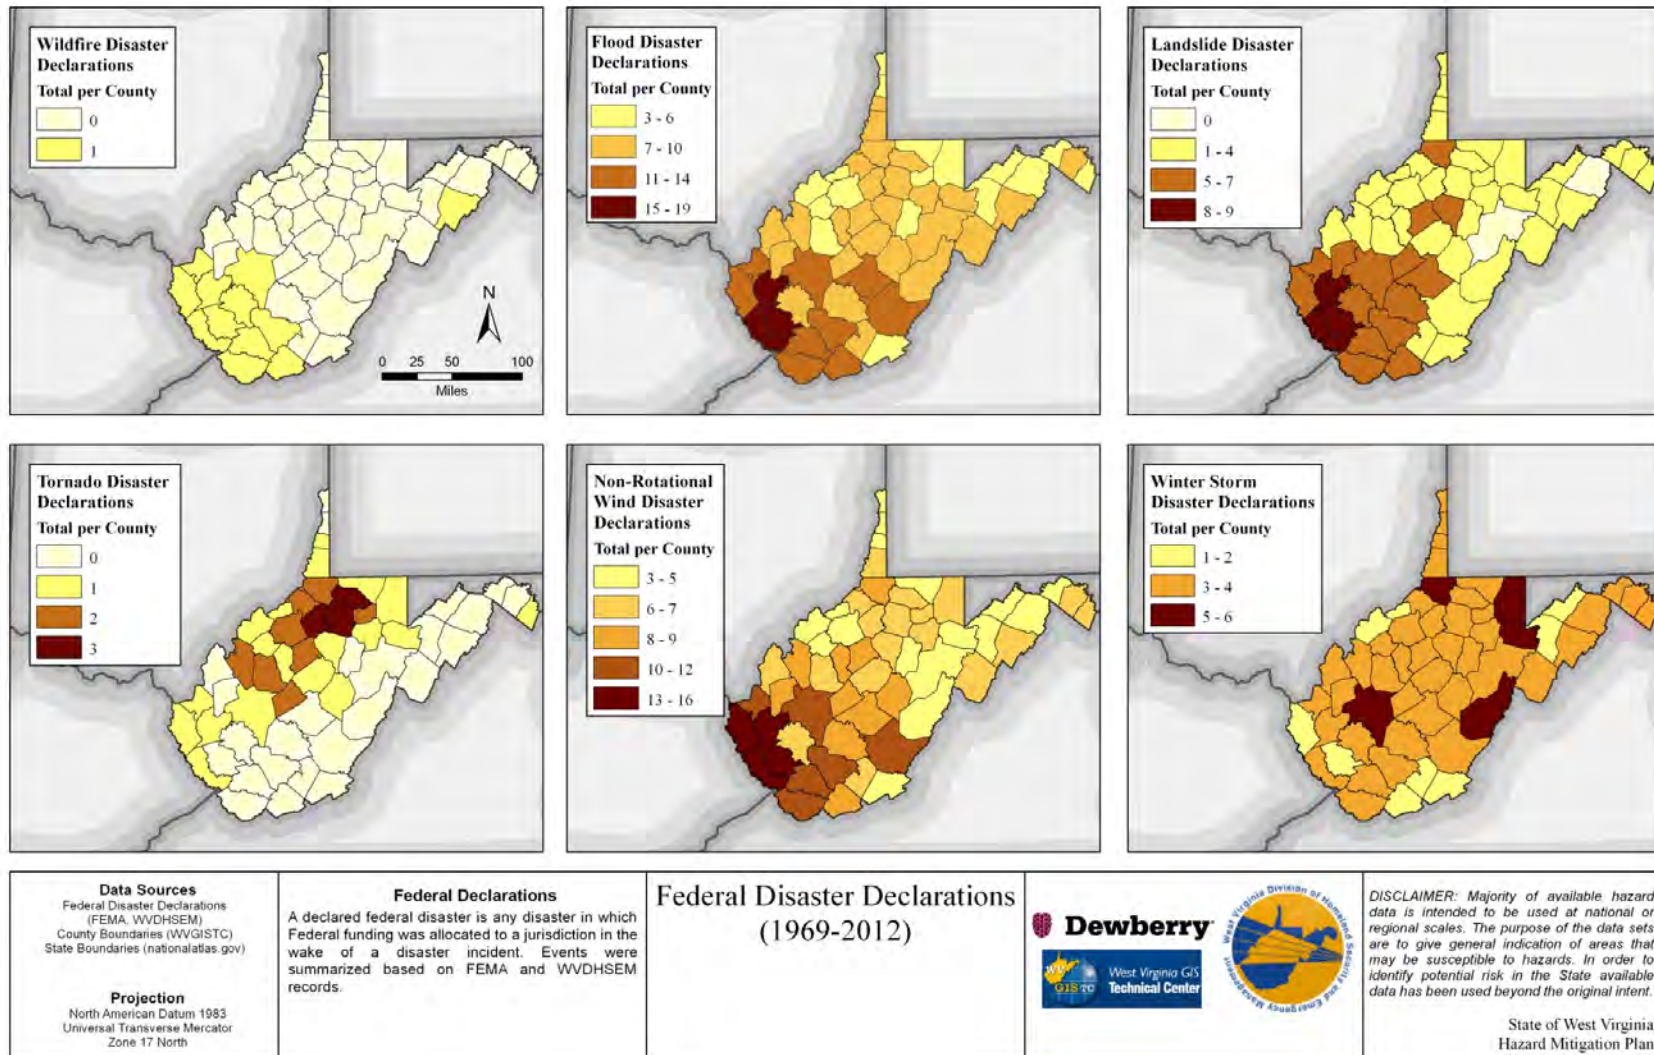 Wildfire Disaster
Declarations
Total per County
0
1
N
0 25 50 100
Miles
Flood Disaster
Declarations
Total per County
3 - 6
7 - 10
11 - 14
15 - 19
Landslide Disaster
Declarations
Total per County
0
1 - 4
5 - 7
8 - 9
Tornado Disaster
Declarations
Total per County
0
1
2
3
Non-Rotational
Wind Disaster
Declarations
Total per County
3 - 5
6 - 7
8 - 9
10 - 12
13 - 16
Winter Storm
Disaster Declarations
Total per County
1 - 2
3 - 4
5 - 6
Data Sources
Federal Disaster Declarations
(FEMA, WVDHSEM)
County Boundaries (WVGISTC)
State Boundaries (nationalatlas.gov)
Projection
North American Datum 1983
Universal Transverse Mercator
Zone 17 North
Federal Declarations
A declared federal disaster is any disaster in which
Federal funding was allocated to a jurisdiction in the
wake of a disaster incident. Events were
summarized based on FEMA and WVDHSEM
records.
Federal Disaster Declarations
(1969-2012)
Dewberry
WV
GISTC
West Virginia GIS
Technical Center
West Virginia Division of Homeland Security and Emergency Management
DISCLAIMER: Majority of available hazard
data is intended to be used at national or
regional scales. The purpose of the data sets
are to give general indication of areas that
may be susceptible to hazards. In order to
identify potential risk in the State available
data has been used beyond the original intent.
State of West Virginia
Hazard Mitigation Plan